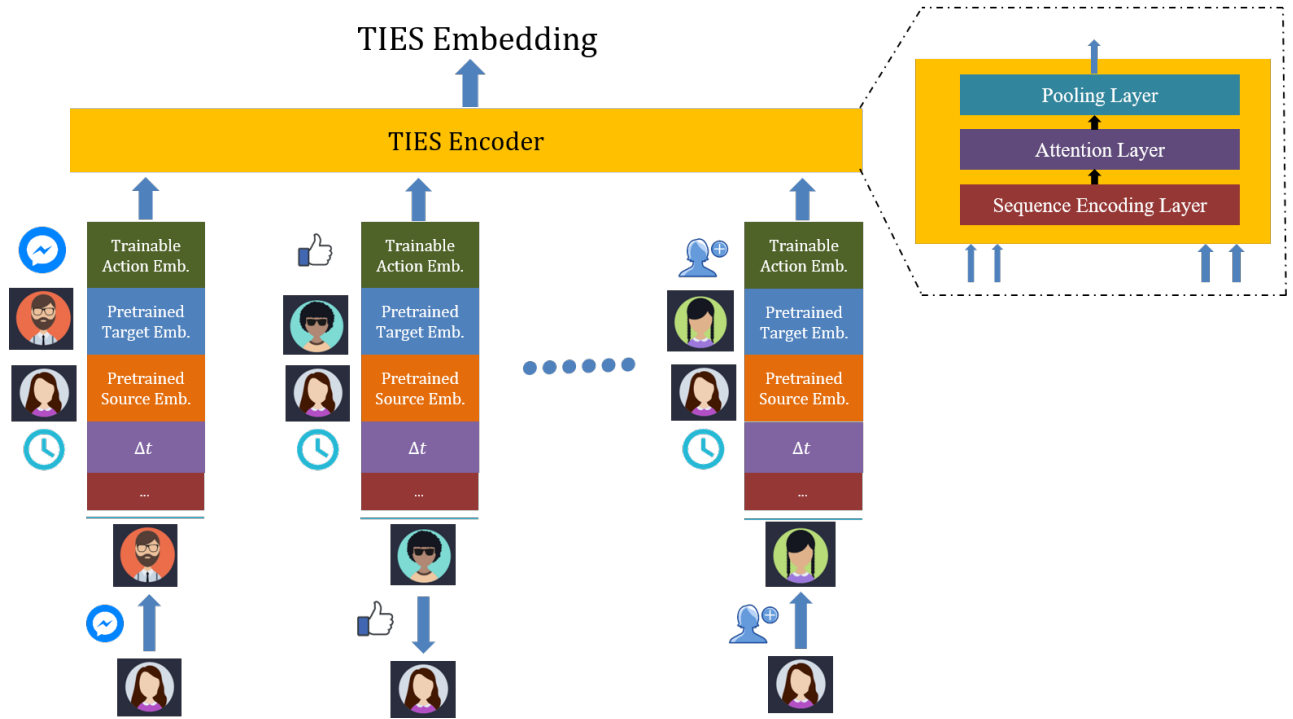 TIES Embedding
TIES Encoder
Trainable
Action Emb.
Pretrained
Target Emb.
Pretrained
Source Emb.
Δt
...
Trainable
Action Emb.
Pretrained
Target Emb.
Pretrained
Source Emb.
Δt
...
Trainable
Action Emb.
Pretrained
Target Emb.
Pretrained
Source Emb.
Δt
...
Pooling Layer
Attention Layer
Sequence Encoding Layer